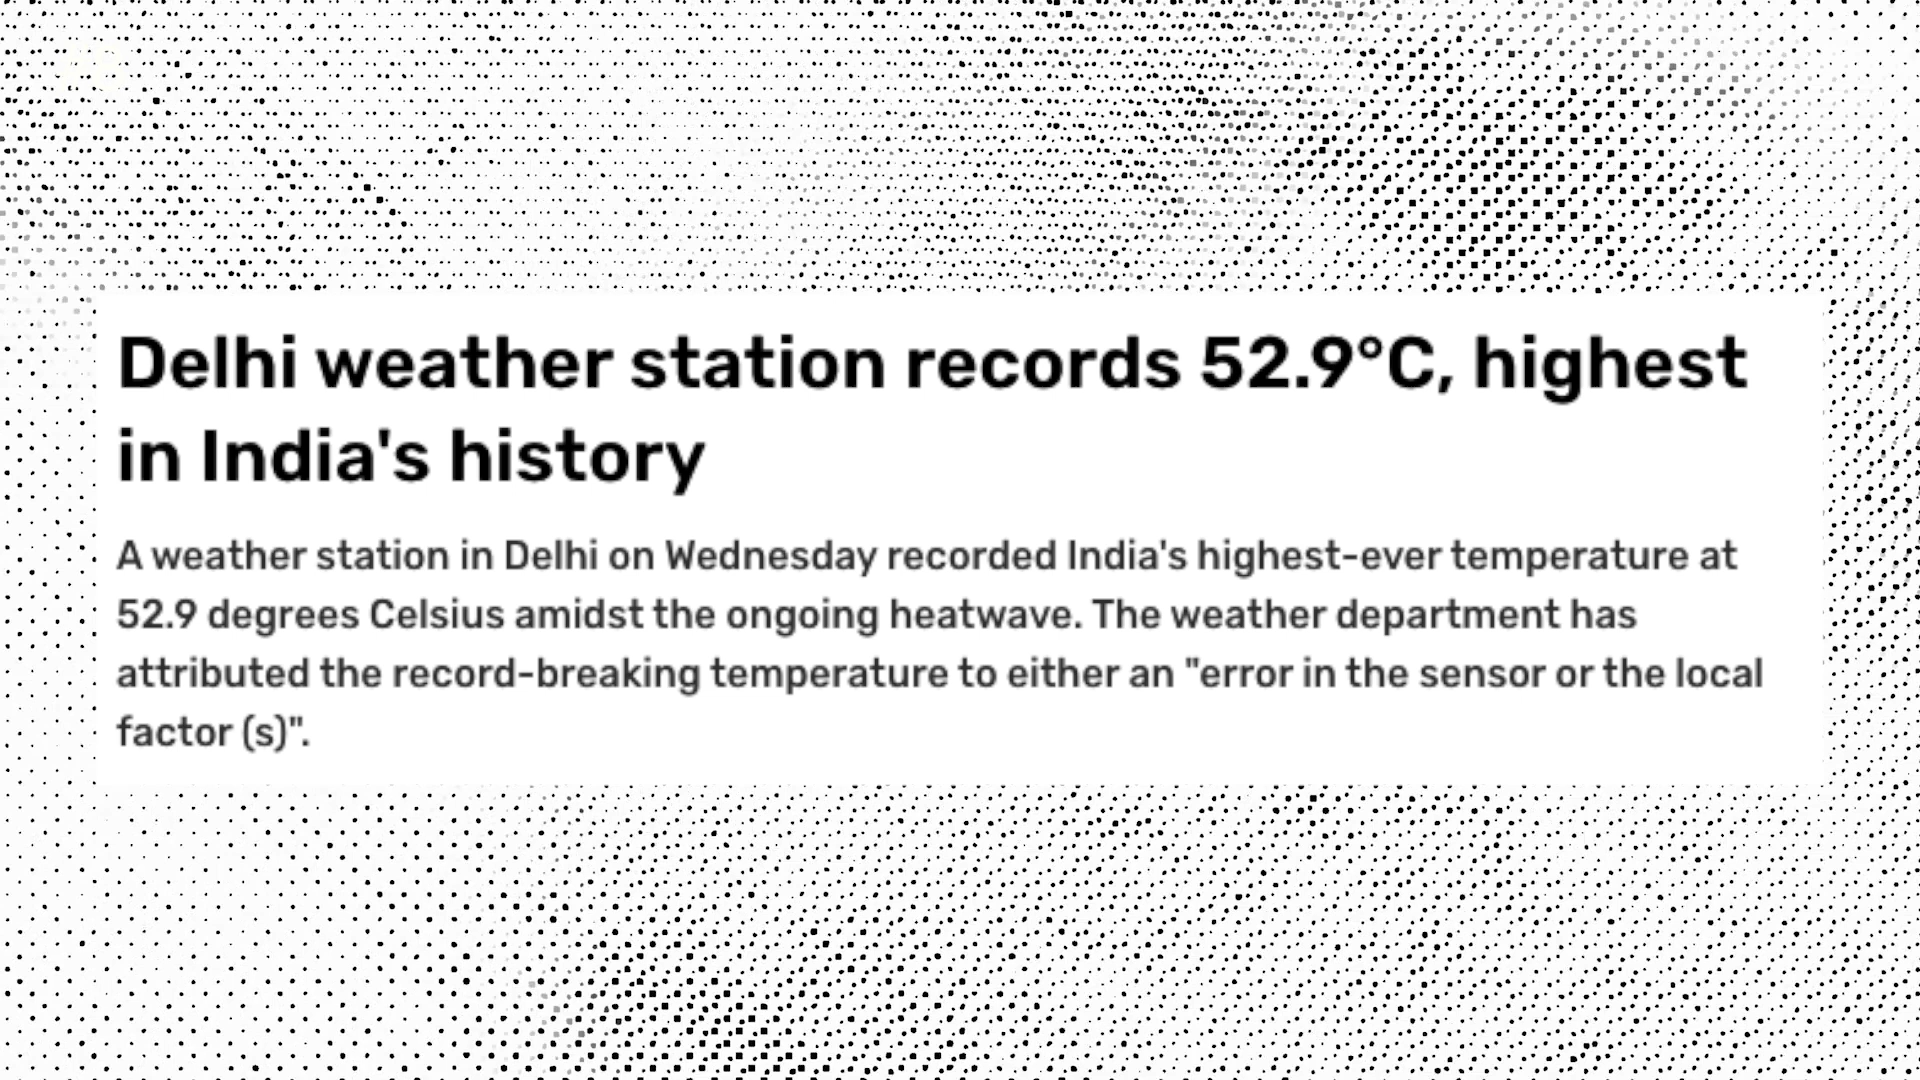 Delhi weather station records 52.9°C, highest
in India's history
A weather station in Delhi on Wednesday recorded India's highest-ever temperature at
52.9 degrees Celsius amidst the ongoing heatwave. The weather department has
attributed the record-breaking temperature to either an "error in the sensor or the local
factor (s)".